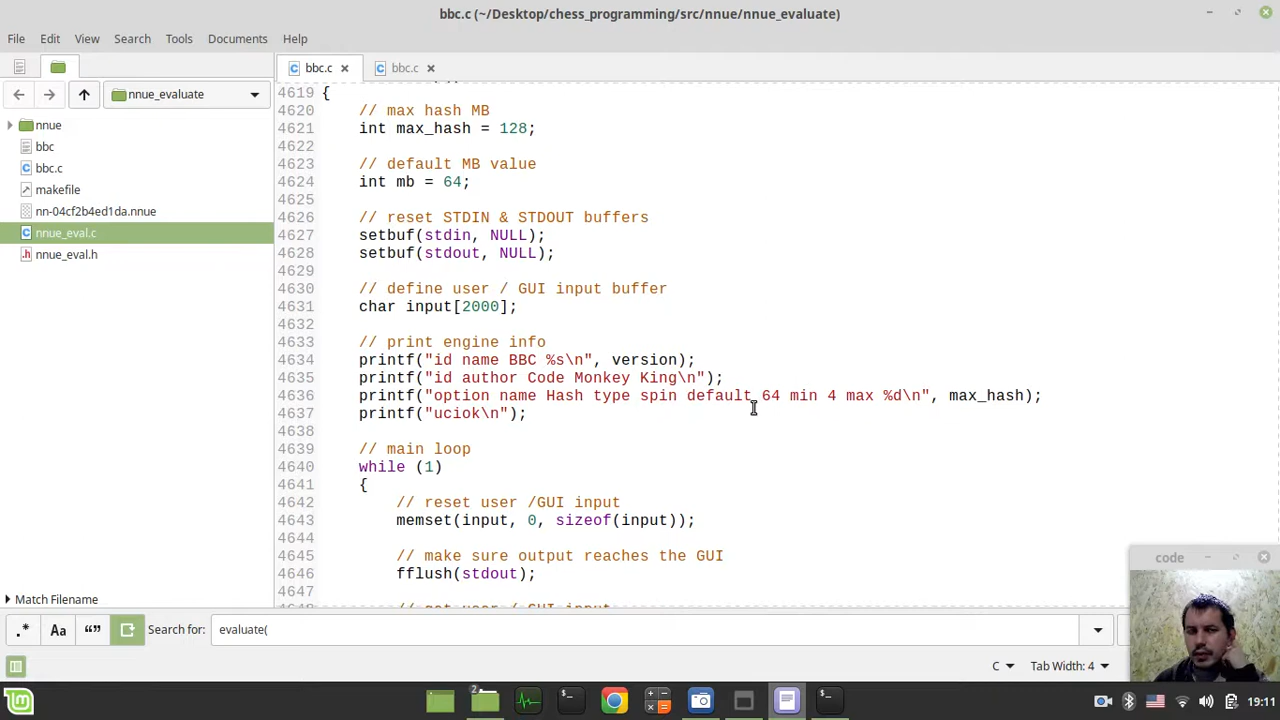 bbc.c (~/Desktop/chess_programming/src/nnue/nnue_evaluate)
File Edit View Search Tools Documents Help
bbc.c bbc.c
nnue_evaluate
nnue
bbc
bbc.c
makefile
nn-04cf2b4ed1da.nnue
nnue_eval.c
nnue_eval.h
Match Filename
4619 {
4620 // max hash MB
4621 int max_hash = 128;
4622
4623 // default MB value
4624 int mb = 64;
4625
4626 // reset STDIN & STDOUT buffers
4627 setbuf(stdin, NULL);
4628 setbuf(stdout, NULL);
4629
4630 // define user / GUI input buffer
4631 char input[2000];
4632
4633 // print engine info
4634 printf("id name BBC %s\n", version);
4635 printf("id author Code Monkey King\n");
4636 printf("option name Hash type spin default 64 min 4 max %d\n", max_hash);
4637 printf("uciok\n");
4638
4639 // main loop
4640 while (1)
4641 {
4642 // reset user /GUI input
4643 memset(input, 0, sizeof(input));
4644
4645 // make sure output reaches the GUI
4646 fflush(stdout);
4647
code
.* Aa “” Search for: evaluate(
C Tab Width: 4
2
19:11